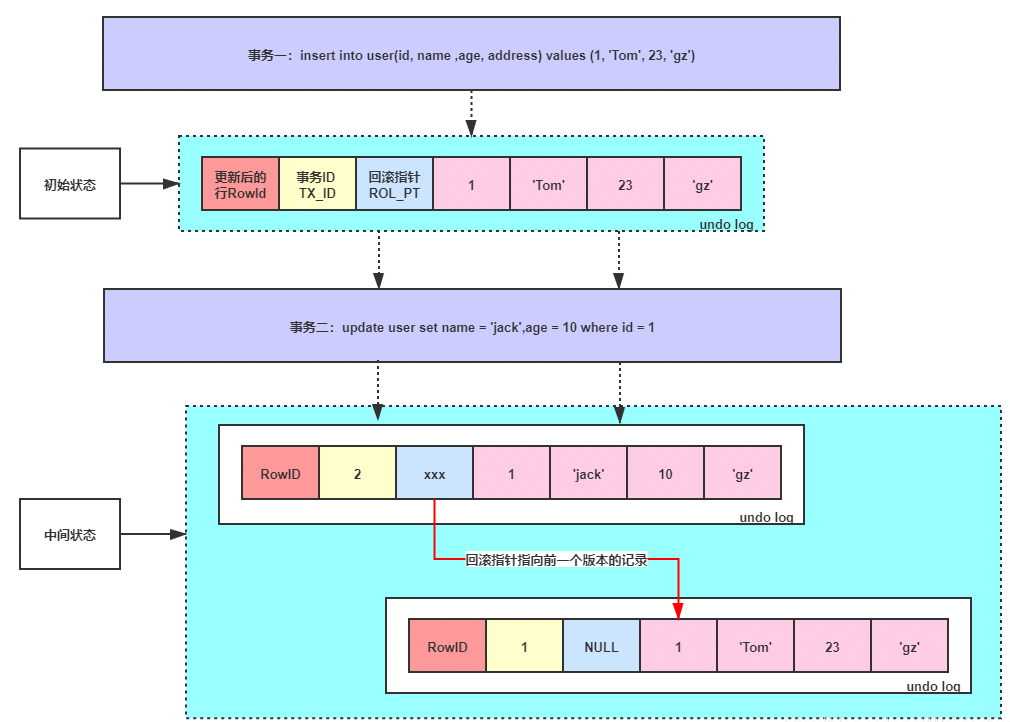 事务一：insert into user(id, name ,age, address) values (1, 'Tom', 23, 'gz')
初始状态
更新后的
行RowId
事务ID
TX_ID
回滚指针
ROL_PT
1
'Tom'
23
'gz'
undo log
事务二：update user set name = 'jack',age = 10 where id = 1
中间状态
RowID
2
xxx
1
'jack'
10
'gz'
undo log
回滚指针指向前一个版本的记录
RowID
1
NULL
1
'Tom'
23
'gz'
undo log